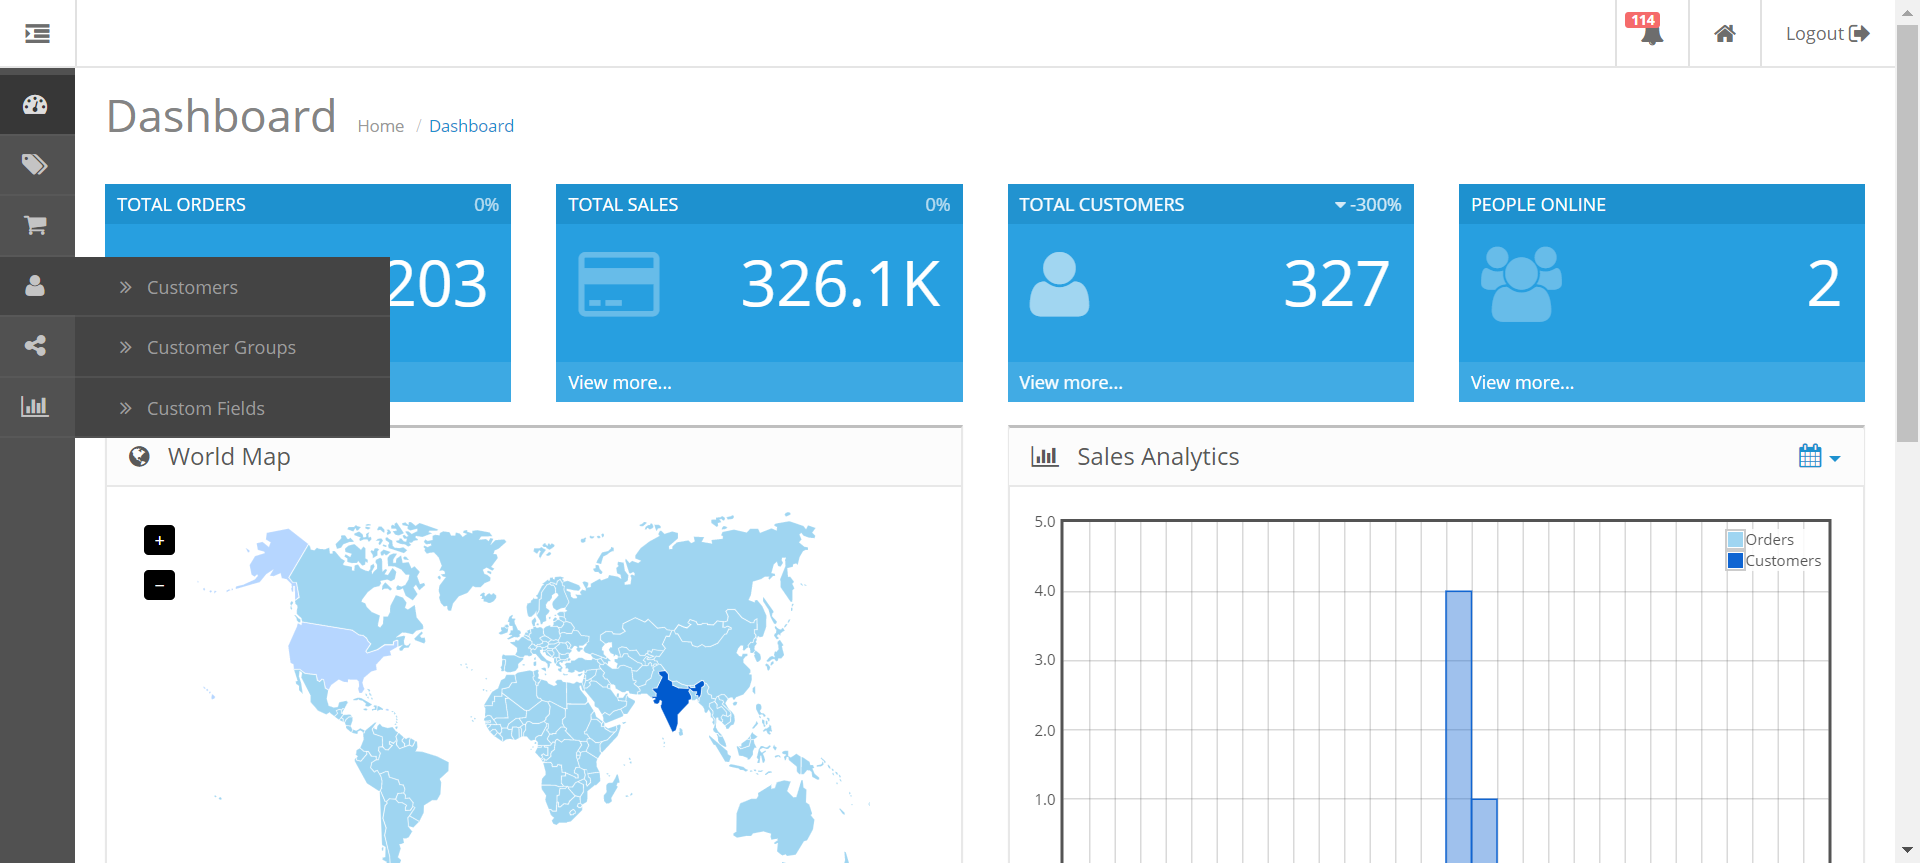 114
Logout
Dashboard Home / Dashboard
TOTAL ORDERS 0%
203
TOTAL SALES 0%
326.1K
View more...
TOTAL CUSTOMERS -300%
327
View more...
PEOPLE ONLINE
2
View more...
» Customers
» Customer Groups
» Custom Fields
World Map
+
−
Sales Analytics
5.0
4.0
3.0
2.0
1.0
Orders
Customers